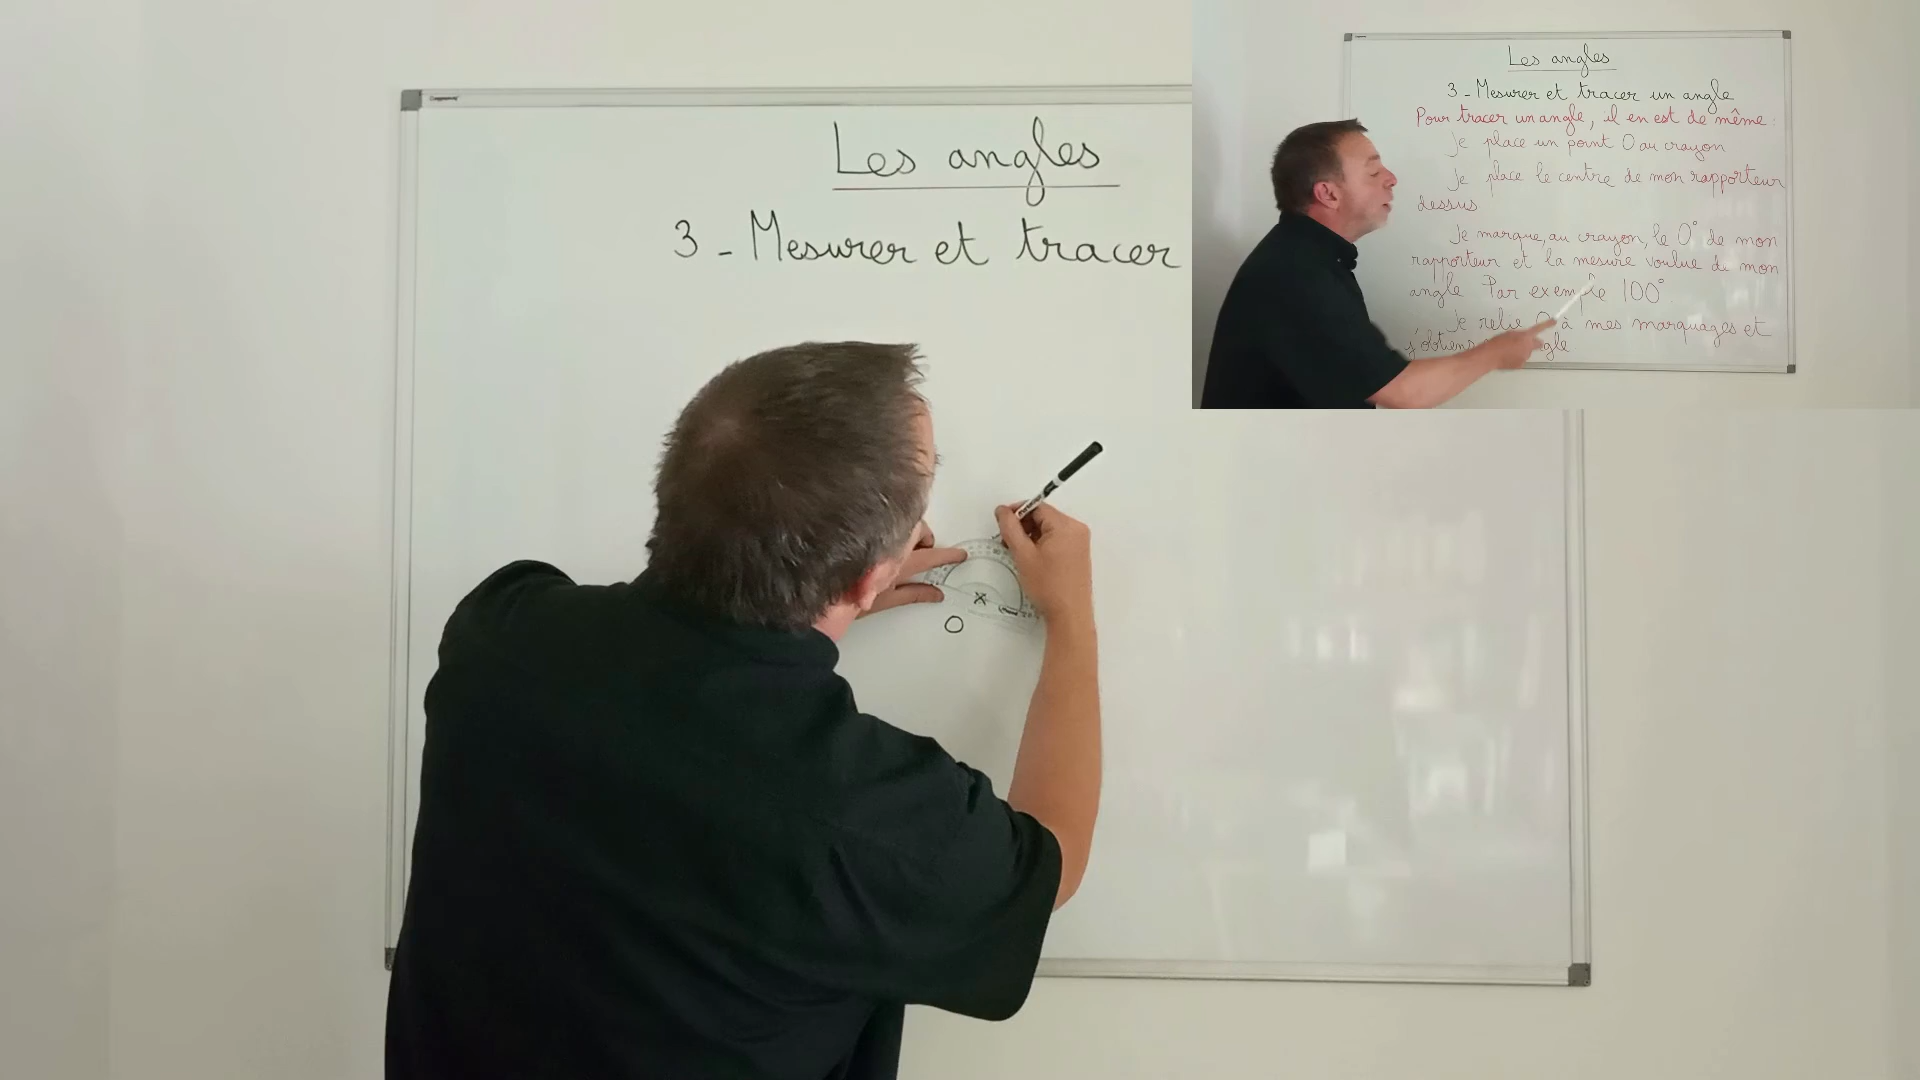 Les angles
3 - Mesurer et tracer
O
Les angles
3 - Mesurer et tracer un angle
Pour tracer un angle, il en est de même :
Je place un point O au crayon
Je place le centre de mon rapporteur
dessus
Je marque, au crayon, le 0° de mon
rapporteur et la mesure voulue de mon
angle Par exemple 100°.
Je relie O à mes marquages et
j'obtiens